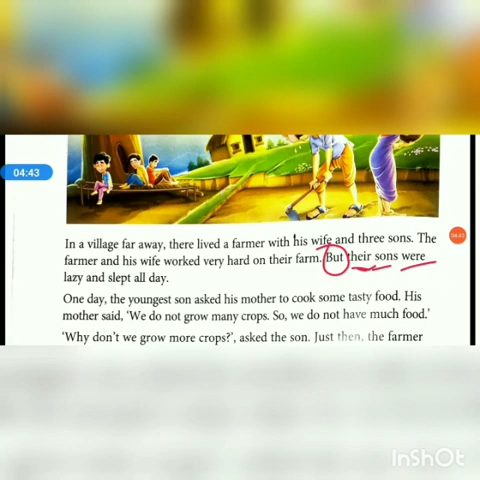 04:43
In a village far away, there lived a farmer with his wife and three sons. The
04:43
farmer and his wife worked very hard on their farm. But their sons were
lazy and slept all day.
One day, the youngest son asked his mother to cook some tasty food. His
mother said, ‘We do not grow many crops. So, we do not have much food.’
‘Why don’t we grow more crops?’, asked the son. Just then, the farmer
InShOt